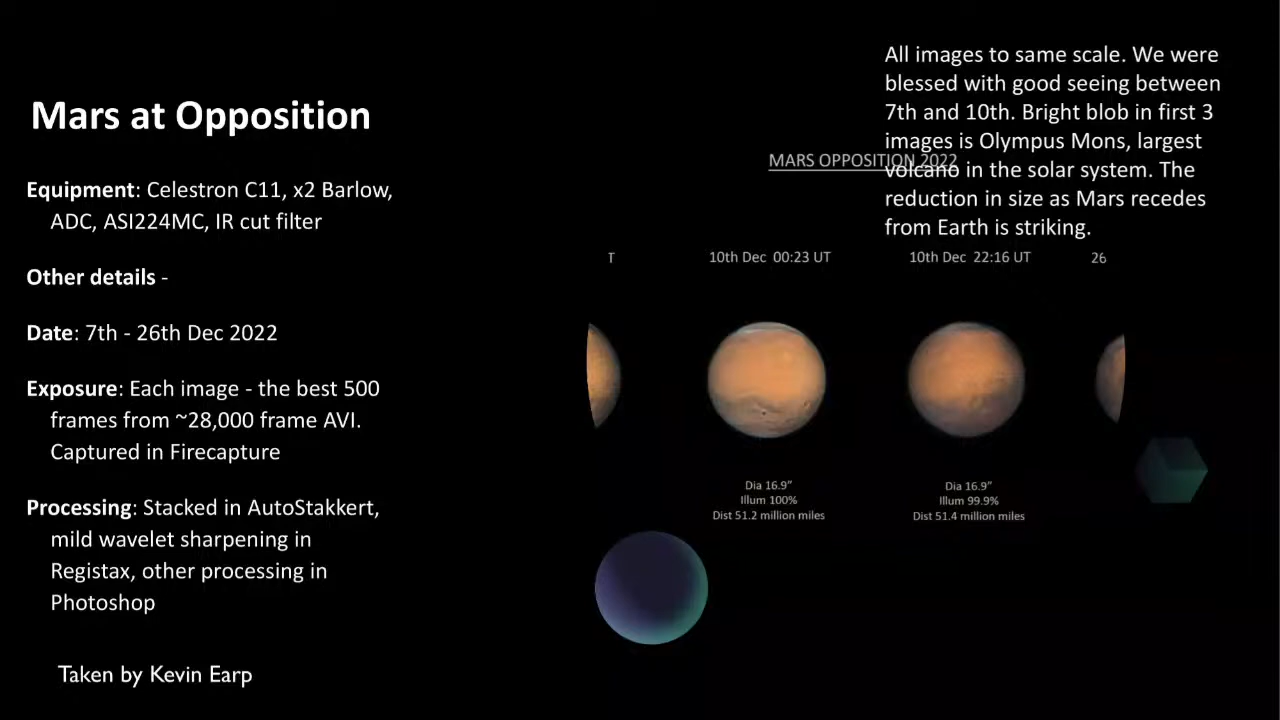 Mars at Opposition
Equipment: Celestron C11, x2 Barlow,
ADC, ASI224MC, IR cut filter
Other details -
Date: 7th - 26th Dec 2022
Exposure: Each image - the best 500
frames from ~28,000 frame AVI.
Captured in Firecapture
Processing: Stacked in AutoStakkert,
mild wavelet sharpening in
Registax, other processing in
Photoshop
Taken by Kevin Earp
All images to same scale. We were
blessed with good seeing between
7th and 10th. Bright blob in first 3
images is Olympus Mons, largest
volcano in the solar system. The
reduction in size as Mars recedes
from Earth is striking.
MARS OPPOSITION 2022
T
10th Dec 00:23 UT
10th Dec 22:16 UT
26
Dia 16.9”
Illum 100%
Dist 51.2 million miles
Dia 16.9”
Illum 99.9%
Dist 51.4 million miles